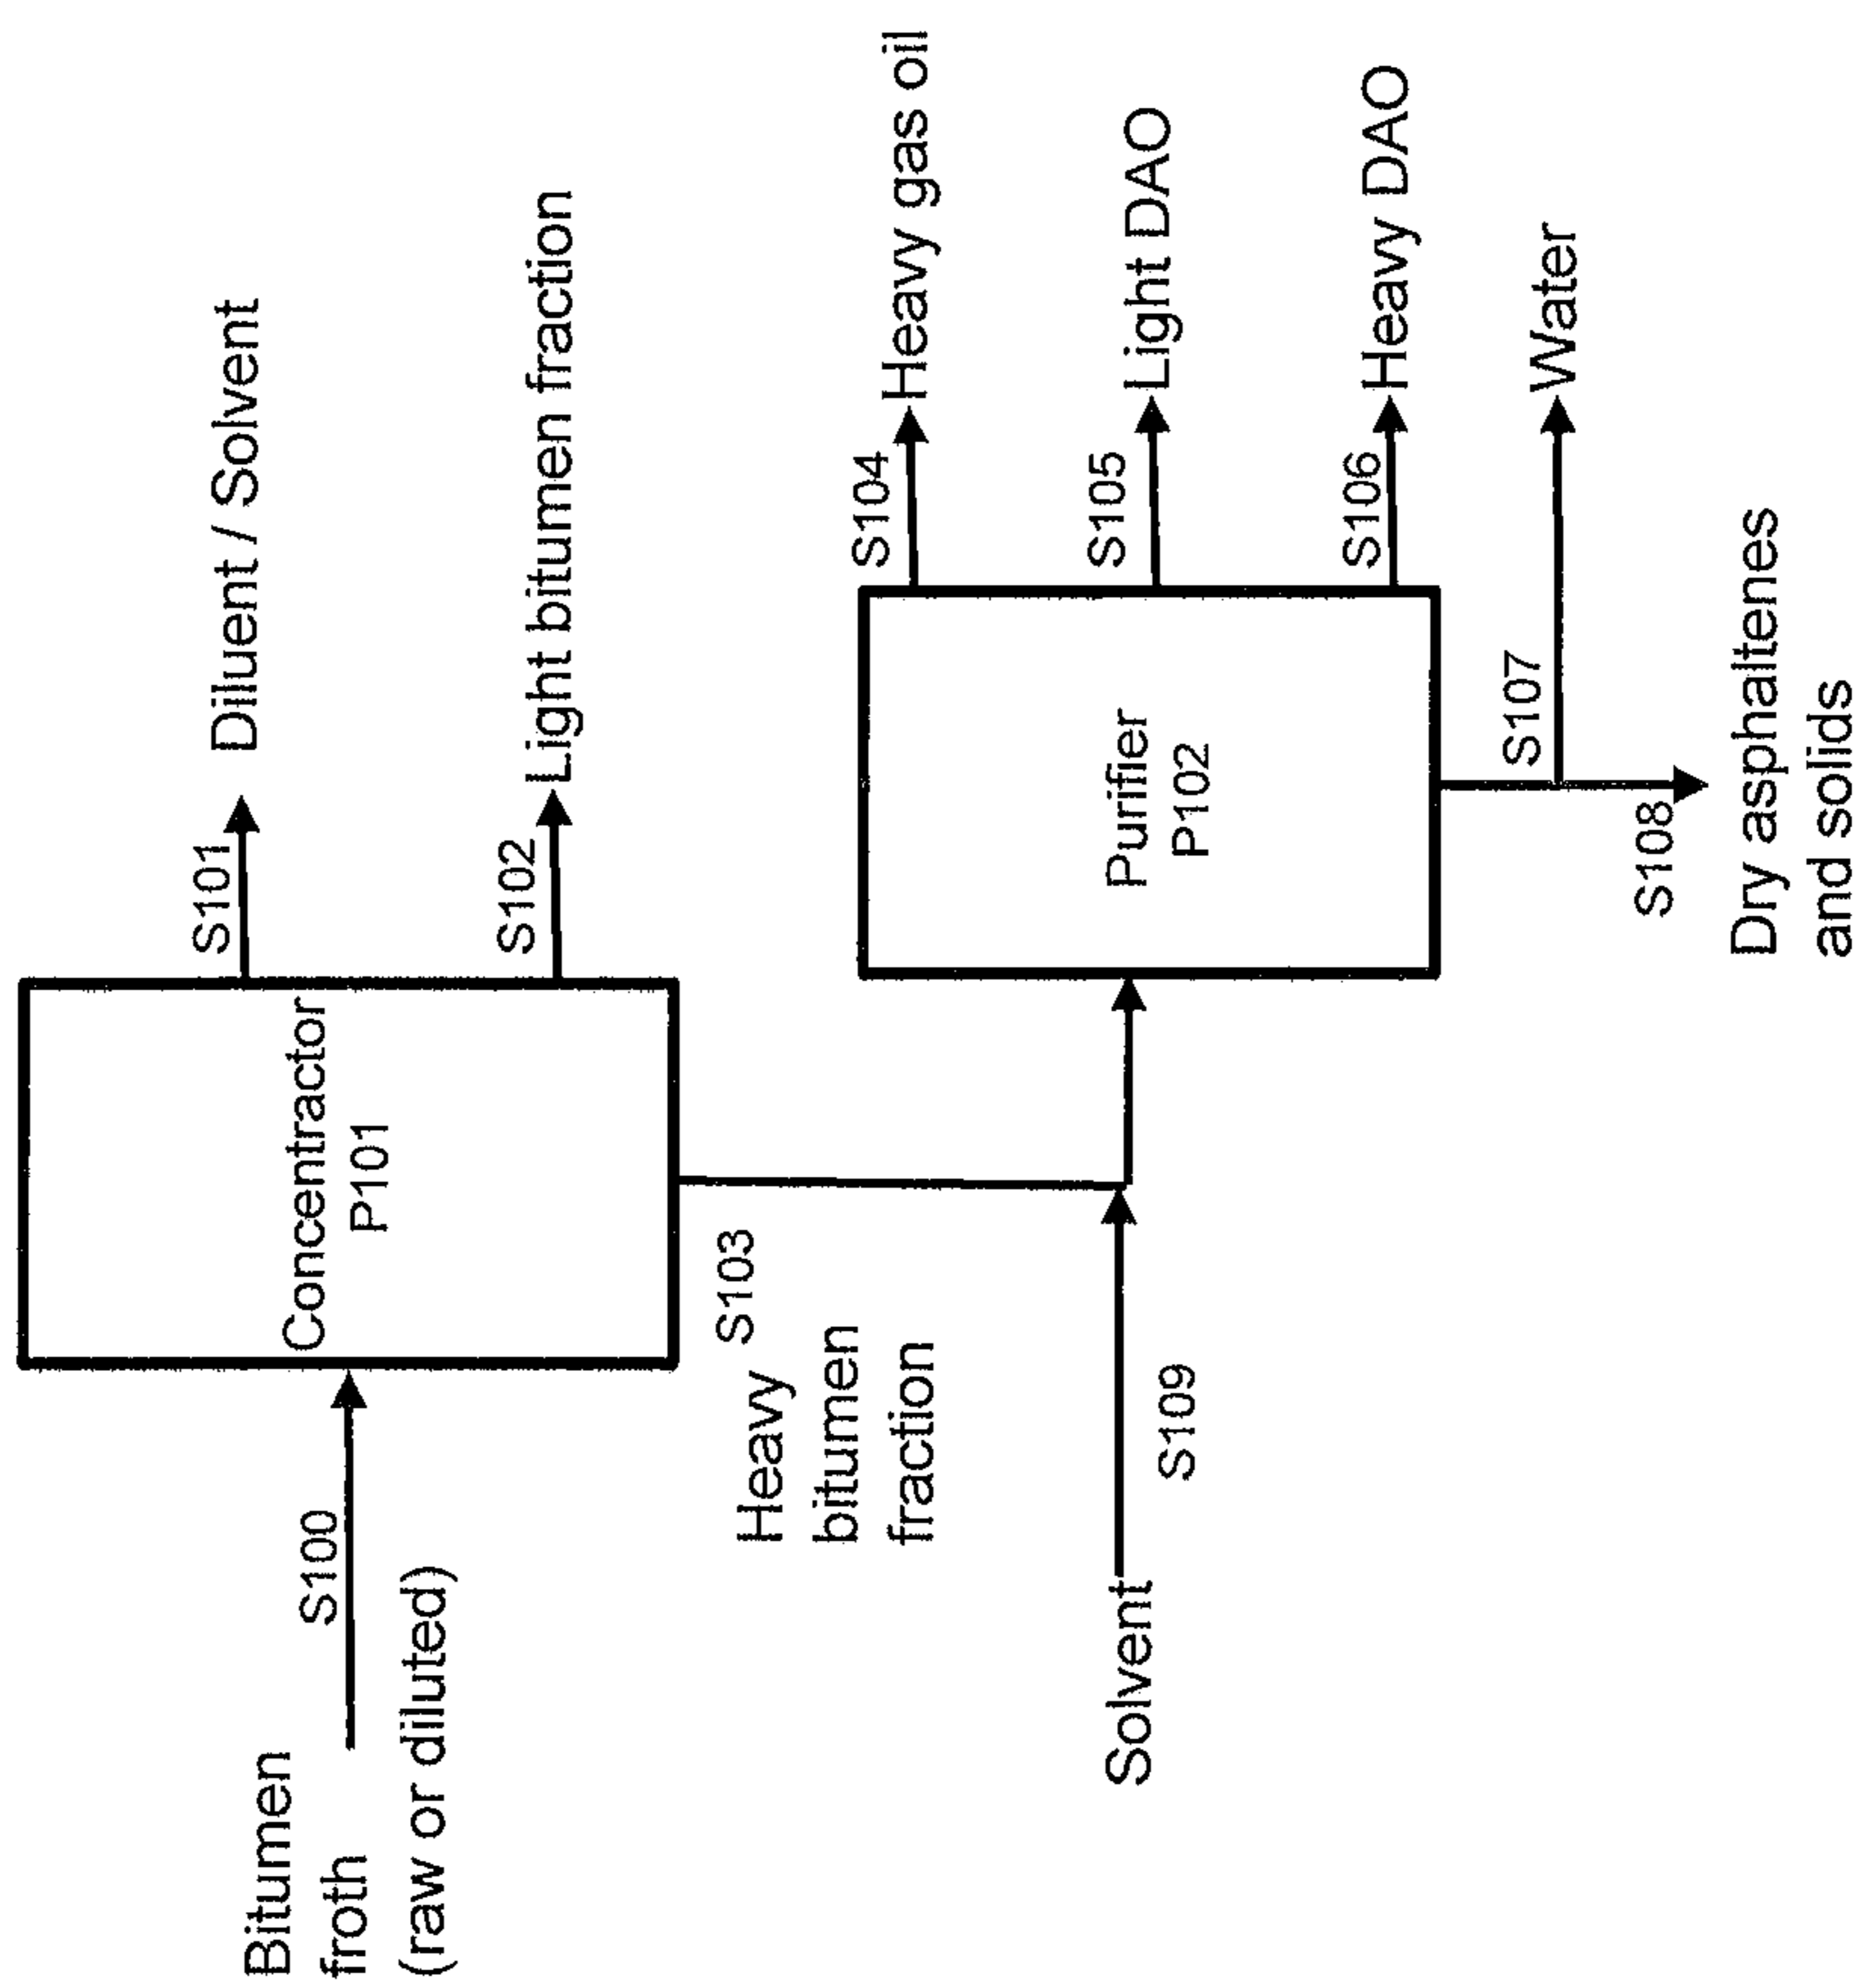 Bitumen
froth
(raw or diluted)
S100
Concentractor
P101
S101
Diluent / Solvent
S102
Light bitumen fraction
S103
Heavy
bitumen
fraction
Solvent
S109
Purifier
P102
S104
Heavy gas oil
S105
Light DAO
S106
Heavy DAO
S107
Water
S108
Dry asphaltenes
and solids